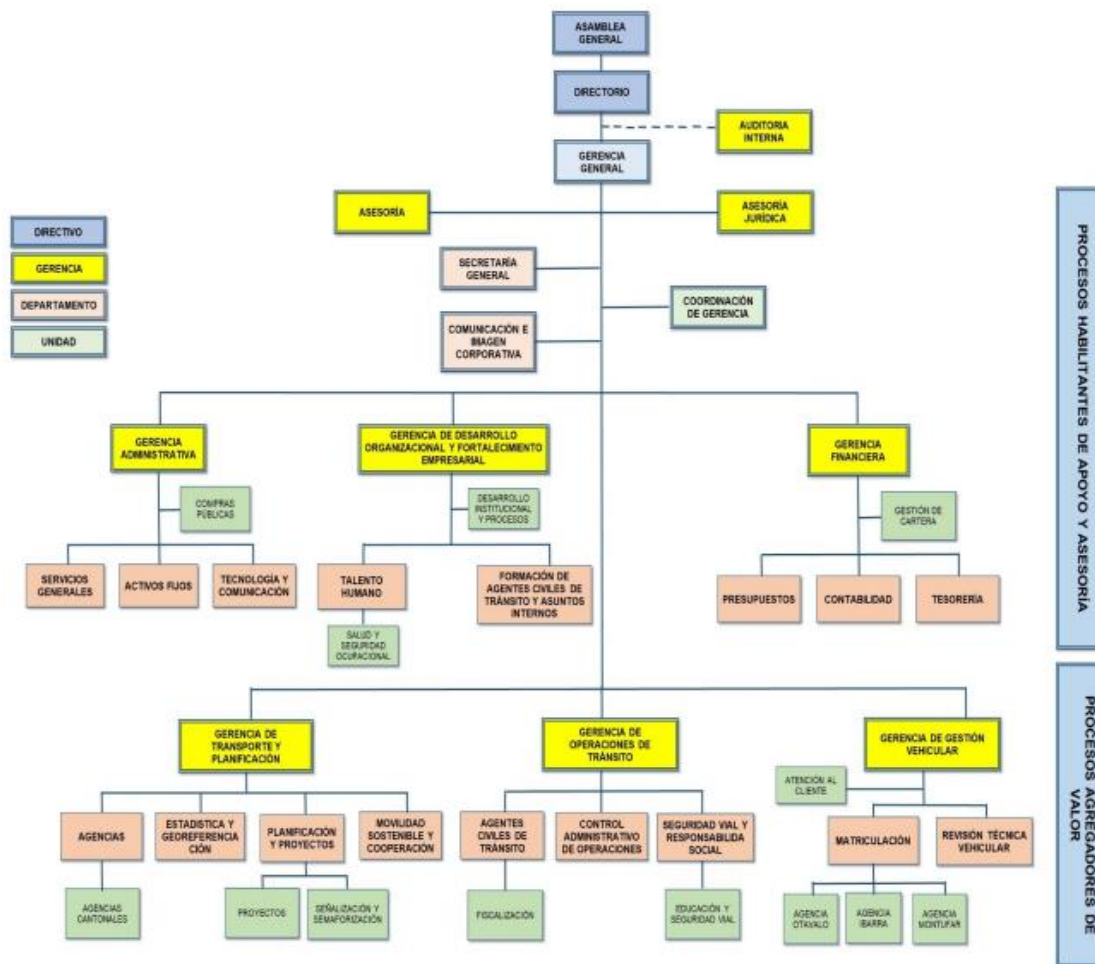 ASAMBLEA
GENERAL
DIRECTORIO
AUDITORIA
INTERNA
GERENCIA
GENERAL
ASESORÍA
ASESORÍA
JURÍDICA
DIRECTIVO
GERENCIA
DEPARTAMENTO
UNIDAD
SECRETARÍA
GENERAL
COORDINACIÓN
DE GERENCIA
COMUNICACIÓN E
IMAGEN
CORPORATIVA
PROCESOS HABILITANTES DE APOYO Y ASESORÍA
GERENCIA
ADMINISTRATIVA
GERENCIA DE DESARROLLO
ORGANIZACIONAL Y FORTALECIMIENTO
EMPRESARIAL
GERENCIA
FINANCIERA
COMPRAS
PÚBLICAS
DESARROLLO
INSTITUCIONAL
Y PROCESOS
GESTIÓN DE
CARTERA
SERVICIOS
GENERALES
ACTIVOS FIJOS
TECNOLOGÍA Y
COMUNICACIÓN
TALENTO
HUMANO
FORMACIÓN DE
AGENTES CIVILES DE
TRÁNSITO Y ASUNTOS
INTERNOS
PRESUPUESTOS
CONTABILIDAD
TESORERÍA
SALUD Y
SEGURIDAD
OCUPACIONAL
PROCESOS AGREGADORES DE
VALOR
GERENCIA DE
TRANSPORTE Y
PLANIFICACIÓN
GERENCIA DE
OPERACIONES DE
TRÁNSITO
GERENCIA DE GESTIÓN
VEHICULAR
ATENCIÓN AL
CLIENTE
AGENCIAS
ESTADISTICA Y
GEOREFERENCIA
CIÓN
PLANIFICACIÓN
Y PROYECTOS
MOVILIDAD
SOSTENIBLE Y
COOPERACIÓN
AGENTES
CIVILES DE
TRÁNSITO
CONTROL
ADMINISTRATIVO
DE OPERACIONES
SEGURIDAD VIAL Y
RESPONSABILIDA
SOCIAL
MATRICULACIÓN
REVISIÓN TÉCNICA
VEHICULAR
AGENCIAS
CANTONALES
PROYECTOS
SEÑALIZACIÓN Y
SEMAFORIZACIÓN
FISCALIZACIÓN
EDUCACIÓN Y
SEGURIDAD VIAL
AGENCIA
OTAVALO
AGENCIA
IBARRA
AGENCIA
MONTUFAR